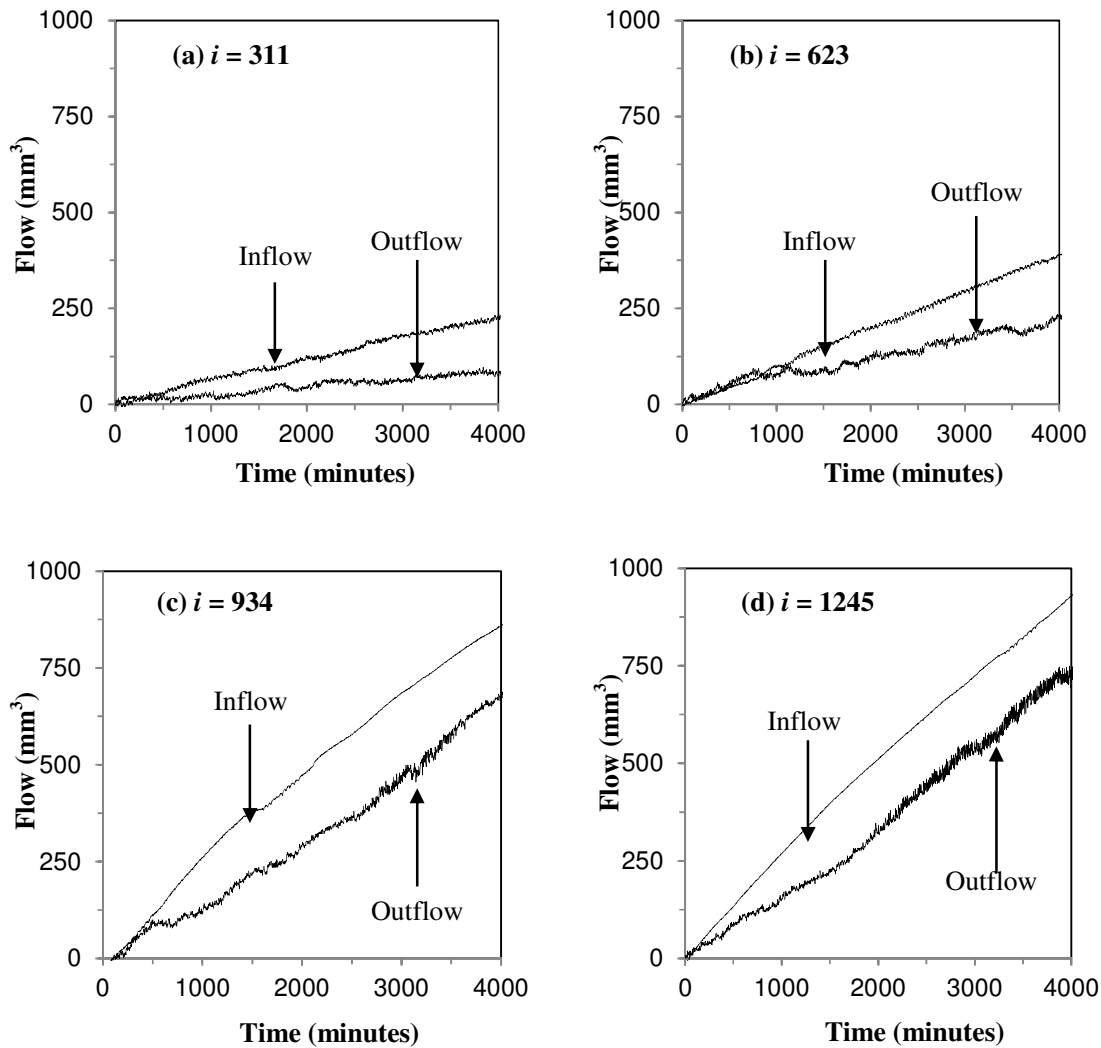 (a) i = 311
Flow (mm³)
1000
750
500
250
0
Inflow
Outflow
0 1000 2000 3000 4000
Time (minutes)
(b) i = 623
Flow (mm³)
1000
750
500
250
0
Outflow
Inflow
0 1000 2000 3000 4000
Time (minutes)
(c) i = 934
Flow (mm³)
1000
750
500
250
0
Inflow
Outflow
0 1000 2000 3000 4000
Time (minutes)
(d) i = 1245
Flow (mm³)
1000
750
500
250
0
Inflow
Outflow
0 1000 2000 3000 4000
Time (minutes)